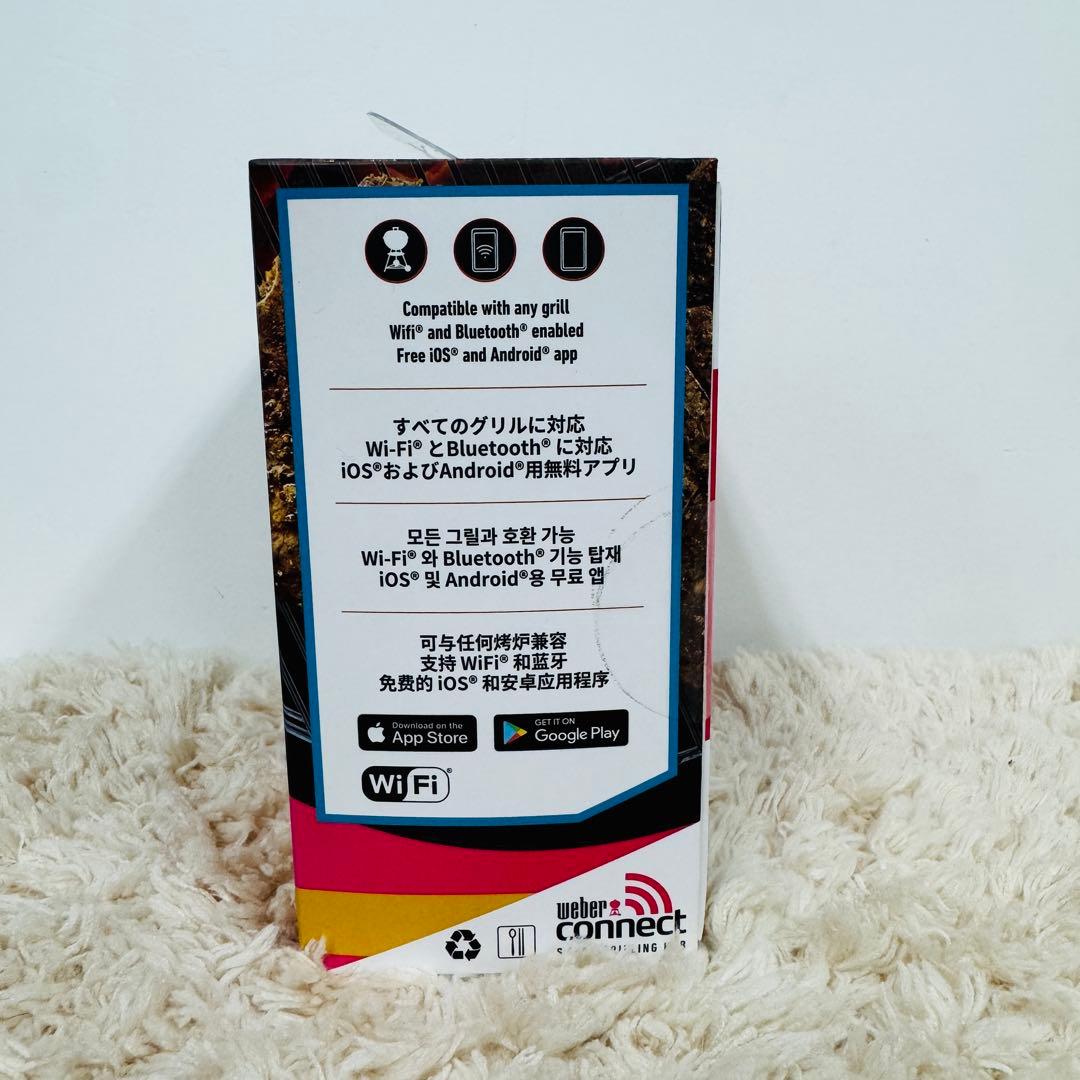 Compatible with any grill
Wifi® and Bluetooth® enabled
Free iOS® and Android® app
すべてのグリルに対応
Wi-Fi® とBluetooth® に対応
iOS®およびAndroid®用無料アプリ
모든 그릴과 호환 가능
Wi-Fi® 와 Bluetooth® 기능 탑재
iOS® 및 Android®용 무료 앱
可与任何烤炉兼容
支持 WiFi® 和蓝牙
免费的 iOS® 和安卓应用程序
Download on the
App Store
GET IT ON
Google Play
Wi Fi®
weber
connect